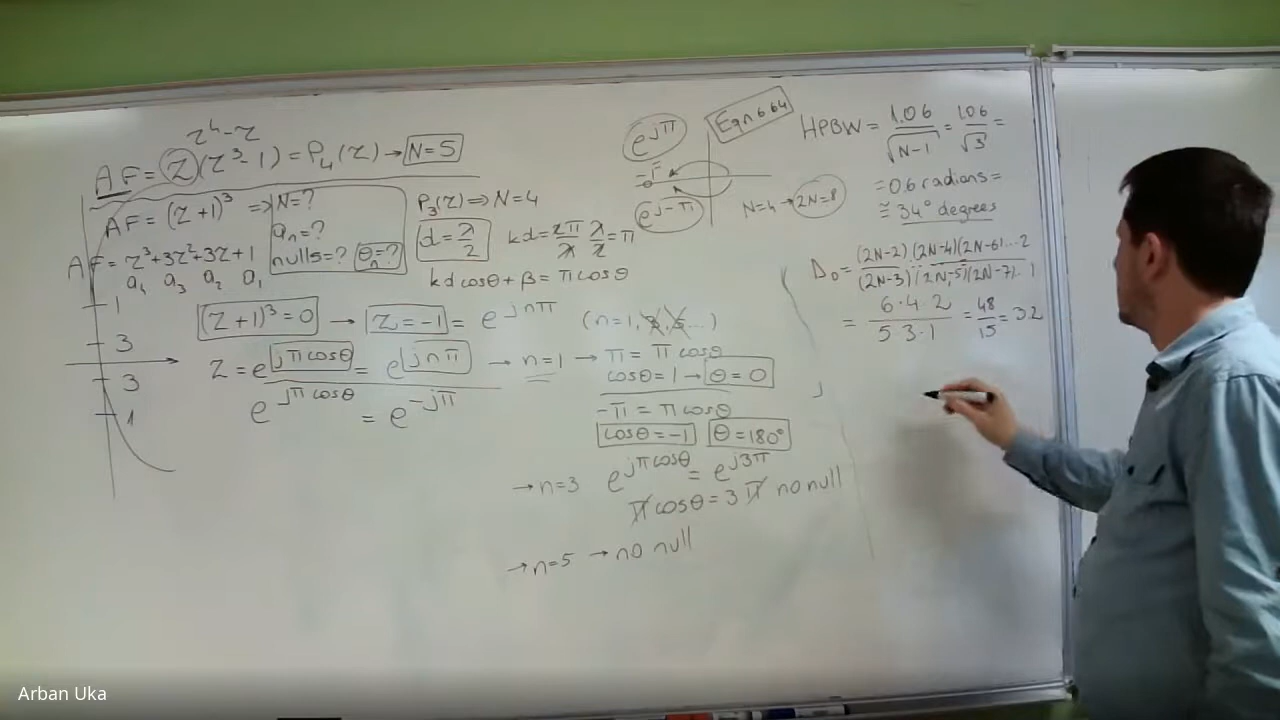 z⁴-z
AF = z(z³-1) = P₄(z) → N=5
AF = (z+1)³ ⇒ N=?
aₙ=?
nulls=? θₙ=?
AF = z³+3z²+3z+1
a₄ a₃ a₂ a₁
1
3
3
1
P₃(z) ⇒ N=4
d=λ/2
kd=2π/λ λ/2=π
kd cosθ+β=π cosθ
(z+1)³=0 → z=-1 = e^jnπ (n=1,3,5...)
z = e^jπcosθ = e^jnπ → n=1 → π = π cosθ
cosθ=1 → θ=0
e^jπcosθ = e^-jπ
-π = π cosθ
cosθ=-1 θ=180°
→ n=3 e^jπcosθ = e^j3π
π cosθ = 3π no null
→ n=5 → no null
e^jπ
Eqn 6.64
-1
e^j-π
N=4 → 2N=8
HPBW = 1.06/√N-1 = 1.06/√3 =
=0.6 radians=
≅ 34° degrees
D₀ = (2N-2)(2N-4)(2N-6)...2/(2N-3)(2N-5)(2N-7)..1
= 6·4·2/5·3·1 = 48/15 = 3.2
Arban Uka